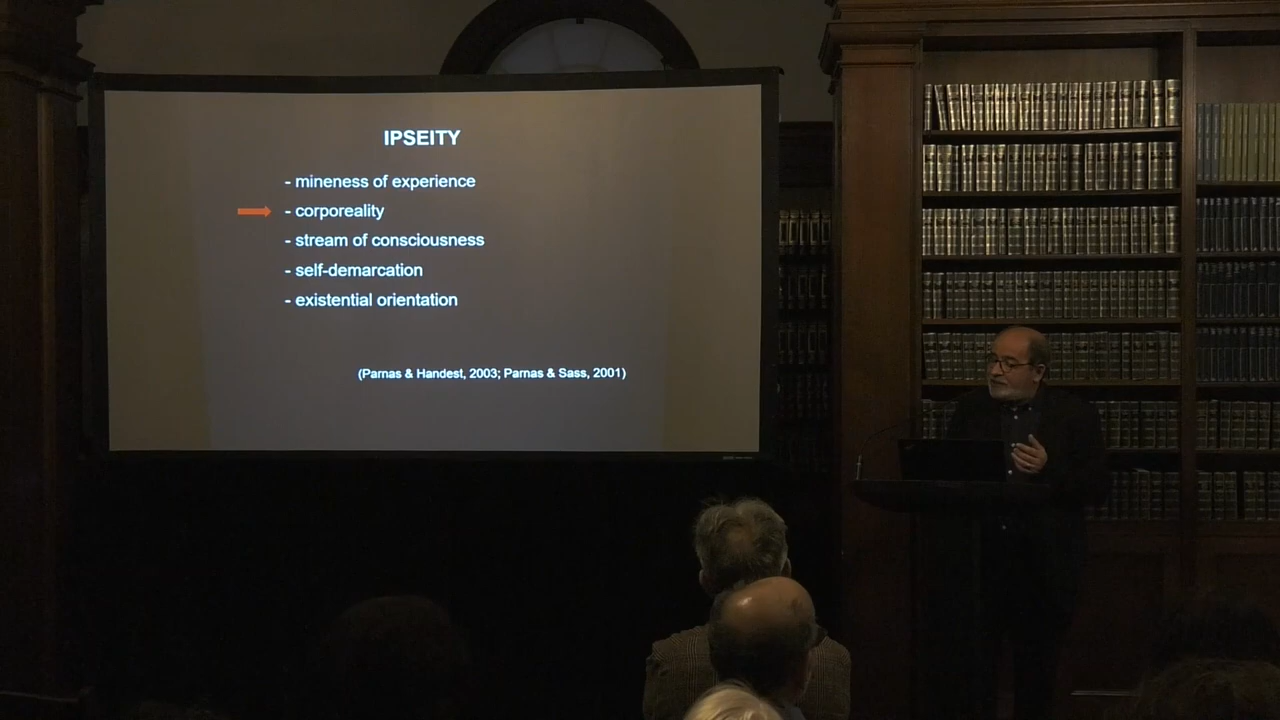 IPSEITY
- mineness of experience
- corporeality
- stream of consciousness
- self-demarcation
- existential orientation
(Parnas & Handest, 2003; Parnas & Sass, 2001)